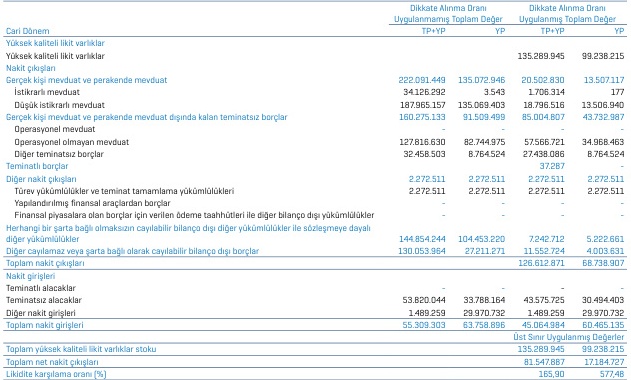 Dikkate Alınma Oranı Dikkate Alınma Oranı
Uygulanmamış Toplam Değer Uygulanmış Toplam Değer
Cari Dönem TP+YP YP TP+YP YP
Yüksek kaliteli likit varlıklar
Yüksek kaliteli likit varlıklar 135.289.945 99.238.215
Nakit çıkışları
Gerçek kişi mevduat ve perakende mevduat 222.091.449 135.072.946 20.502.830 13.507.117
İstikrarlı mevduat 34.126.292 3.543 1.706.314 177
Düşük istikrarlı mevduat 187.965.157 135.069.403 18.796.516 13.506.940
Gerçek kişi mevduat ve perakende mevduat dışında kalan teminatsız borçlar 160.275.133 91.509.499 85.004.807 43.732.987
Operasyonel mevduat - - - -
Operasyonel olmayan mevduat 127.816.630 82.744.975 57.566.721 34.968.463
Diğer teminatsız borçlar 32.458.503 8.764.524 27.438.086 8.764.524
Teminatlı borçlar 37.287 -
Diğer nakit çıkışları 2.272.511 2.272.511 2.272.511 2.272.511
Türev yükümlülükler ve teminat tamamlama yükümlülükleri 2.272.511 2.272.511 2.272.511 2.272.511
Yapılandırılmış finansal araçlardan borçlar - - - -
Finansal piyasalara olan borçlar için verilen ödeme taahhütleri ile diğer bilanço dışı yükümlülükler - - - -
Herhangi bir şarta bağlı olmaksızın cayılabilir bilanço dışı diğer yükümlülükler ile sözleşmeye dayalı
diğer yükümlülükler 144.854.244 104.453.220 7.242.712 5.222.661
Diğer cayılamaz veya şarta bağlı olarak cayılabilir bilanço dışı borçlar 130.053.964 27.211.271 11.552.724 4.003.631
Toplam nakit çıkışları 126.612.871 68.738.907
Nakit girişleri
Teminatlı alacaklar - - - -
Teminatsız alacaklar 53.820.044 33.788.164 43.575.725 30.494.403
Diğer nakit girişleri 1.489.259 29.970.732 1.489.259 29.970.732
Toplam nakit girişleri 55.309.303 63.758.896 45.064.984 60.465.135
Üst Sınır Uygulanmış Değerler
Toplam yüksek kaliteli likit varlıklar stoku 135.289.945 99.238.215
Toplam net nakit çıkışları 81.547.887 17.184.727
Likidite karşılama oranı (%) 165,90 577,48